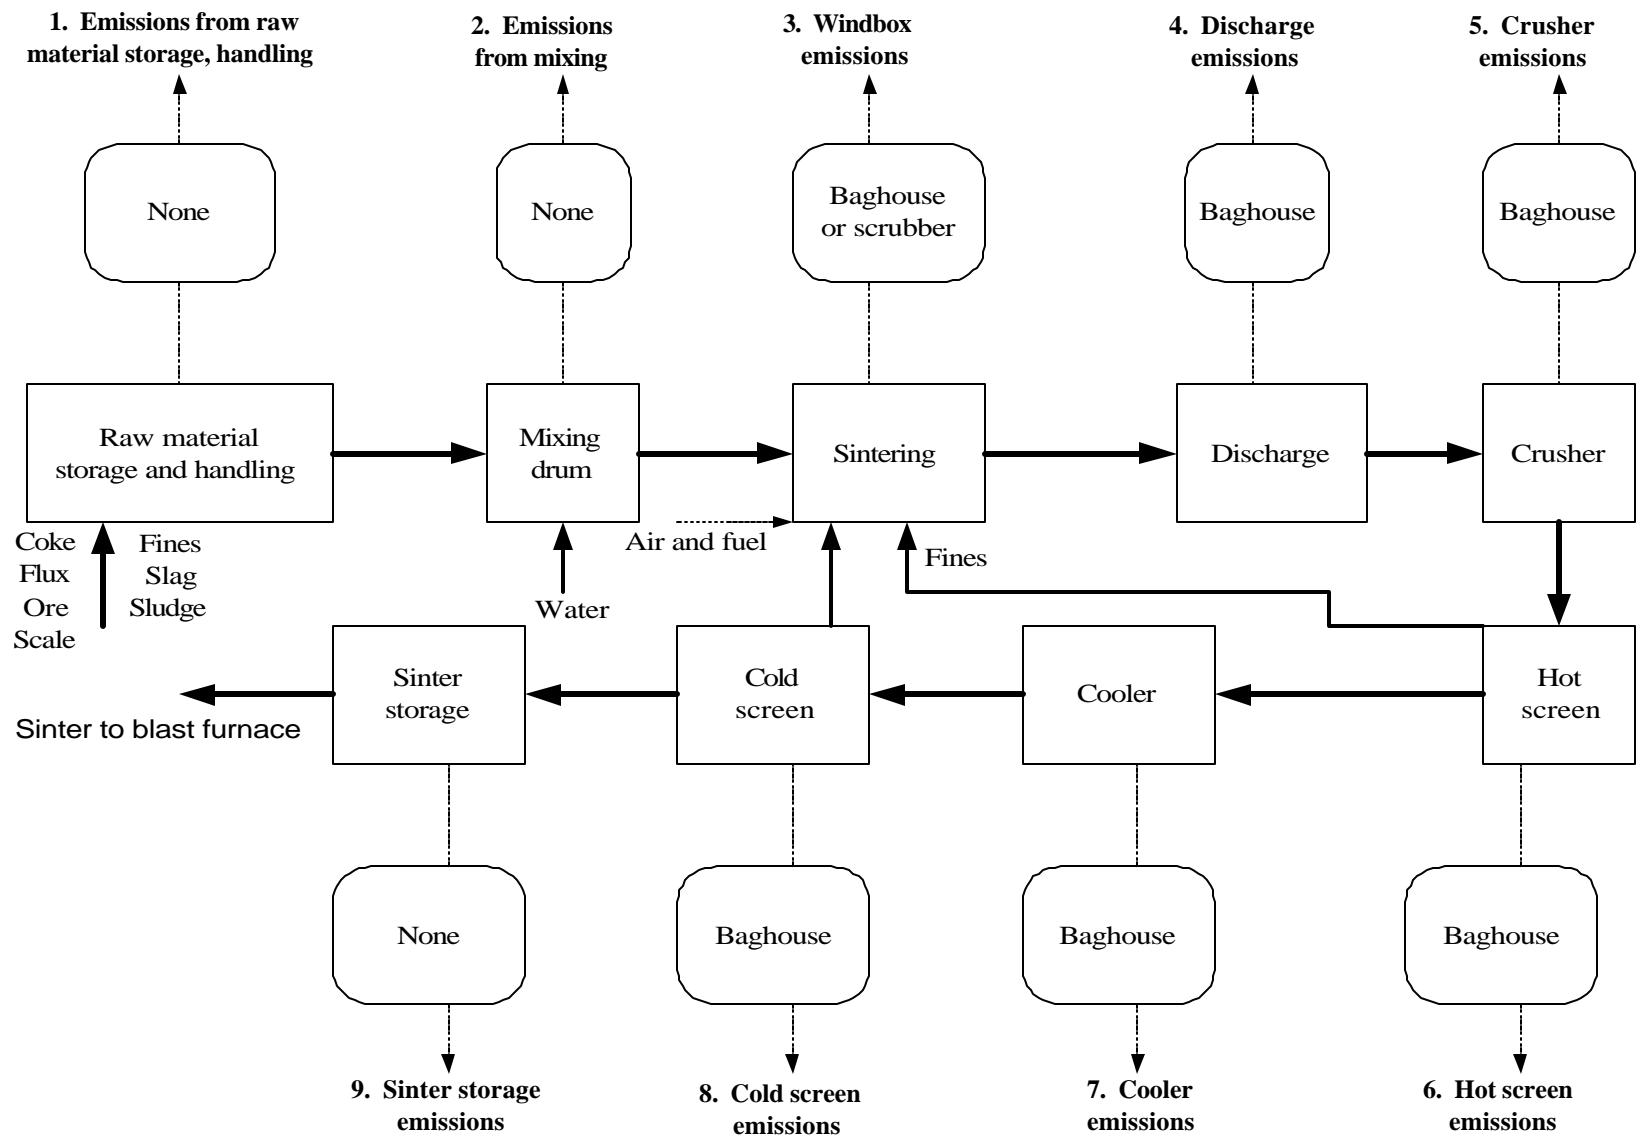 1. Emissions from raw
material storage, handling
2. Emissions
from mixing
3. Windbox
emissions
4. Discharge
emissions
5. Crusher
emissions
None
None
Baghouse
or scrubber
Baghouse
Baghouse
Raw material
storage and handling
Mixing
drum
Sintering
Discharge
Crusher
Coke
Flux
Ore
Scale
Fines
Slag
Sludge
Water
Air and fuel
Fines
Sinter to blast furnace
Sinter
storage
Cold
screen
Cooler
Hot
screen
None
Baghouse
Baghouse
Baghouse
9. Sinter storage
emissions
8. Cold screen
emissions
7. Cooler
emissions
6. Hot screen
emissions